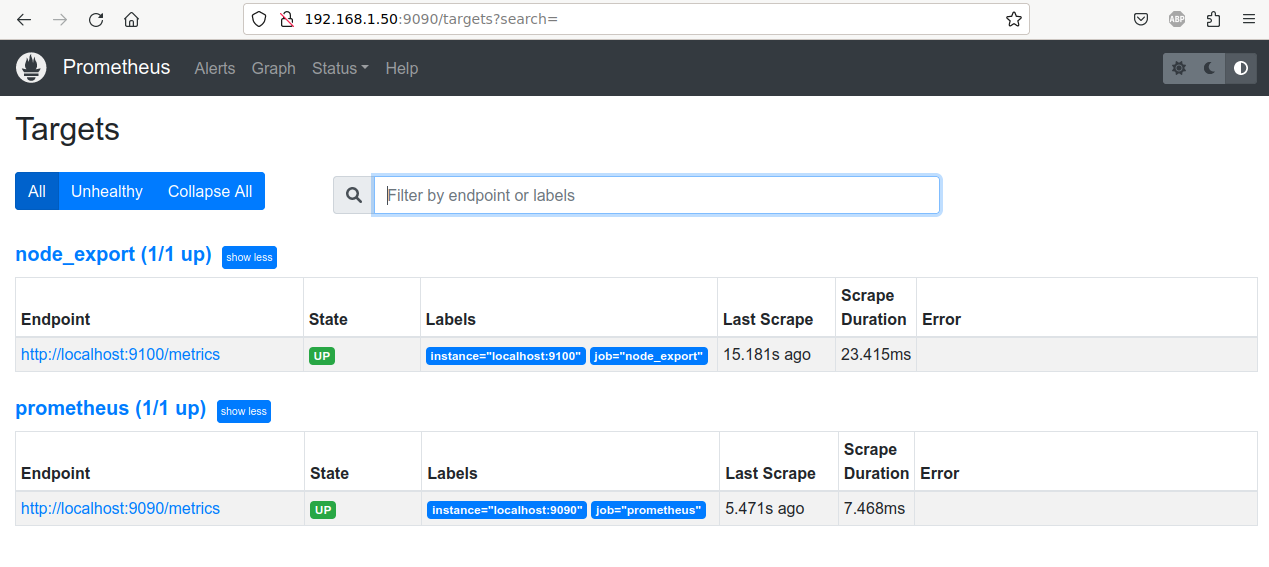 192.168.1.50:9090/targets?search=
ABP
Prometheus Alerts Graph Status Help
Targets
All Unhealthy Collapse All
Filter by endpoint or labels
node_export (1/1 up) show less
Endpoint State Labels Last Scrape Scrape Duration Error
http://localhost:9100/metrics UP instance="localhost:9100" job="node_export" 15.181s ago 23.415ms
prometheus (1/1 up) show less
Endpoint State Labels Last Scrape Scrape Duration Error
http://localhost:9090/metrics UP instance="localhost:9090" job="prometheus" 5.471s ago 7.468ms